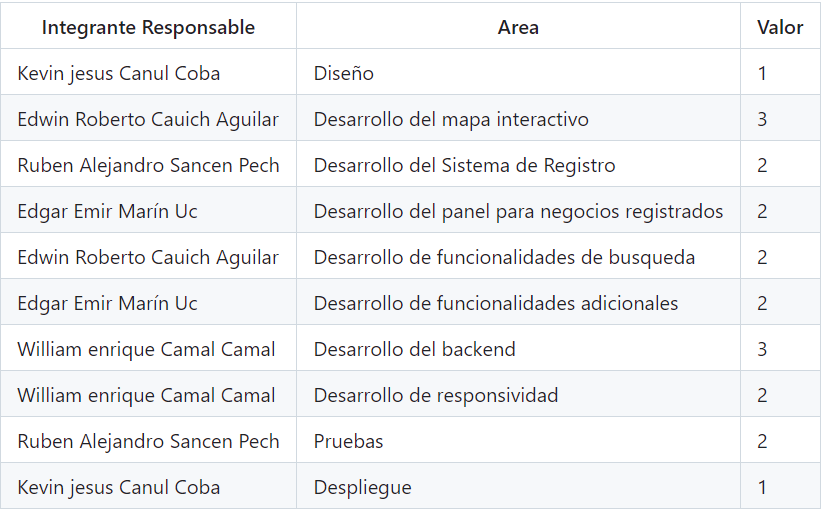 Integante Responsable Area Valor
Kevin jesus Canul Coba Diseño 1
Edwin Roberto Cauich Aguilar Desarrollo del mapa interactivo 3
Ruben Alejandro Sancen Pech Desarrollo del Sistema de Registro 2
Edgar Emir Marín Uc Desarrollo del panel para negocios registrados 2
Edwin Roberto Cauich Aguilar Desarrollo de funcionalidades de busqueda 2
Edgar Emir Marín Uc Desarrollo de funcionalidades adicionales 2
William enrique Camal Camal Desarrollo del backend 3
William enrique Camal Camal Desarrollo de responsividad 2
Ruben Alejandro Sancen Pech Pruebas 2
Kevin jesus Canul Coba Despliegue 1